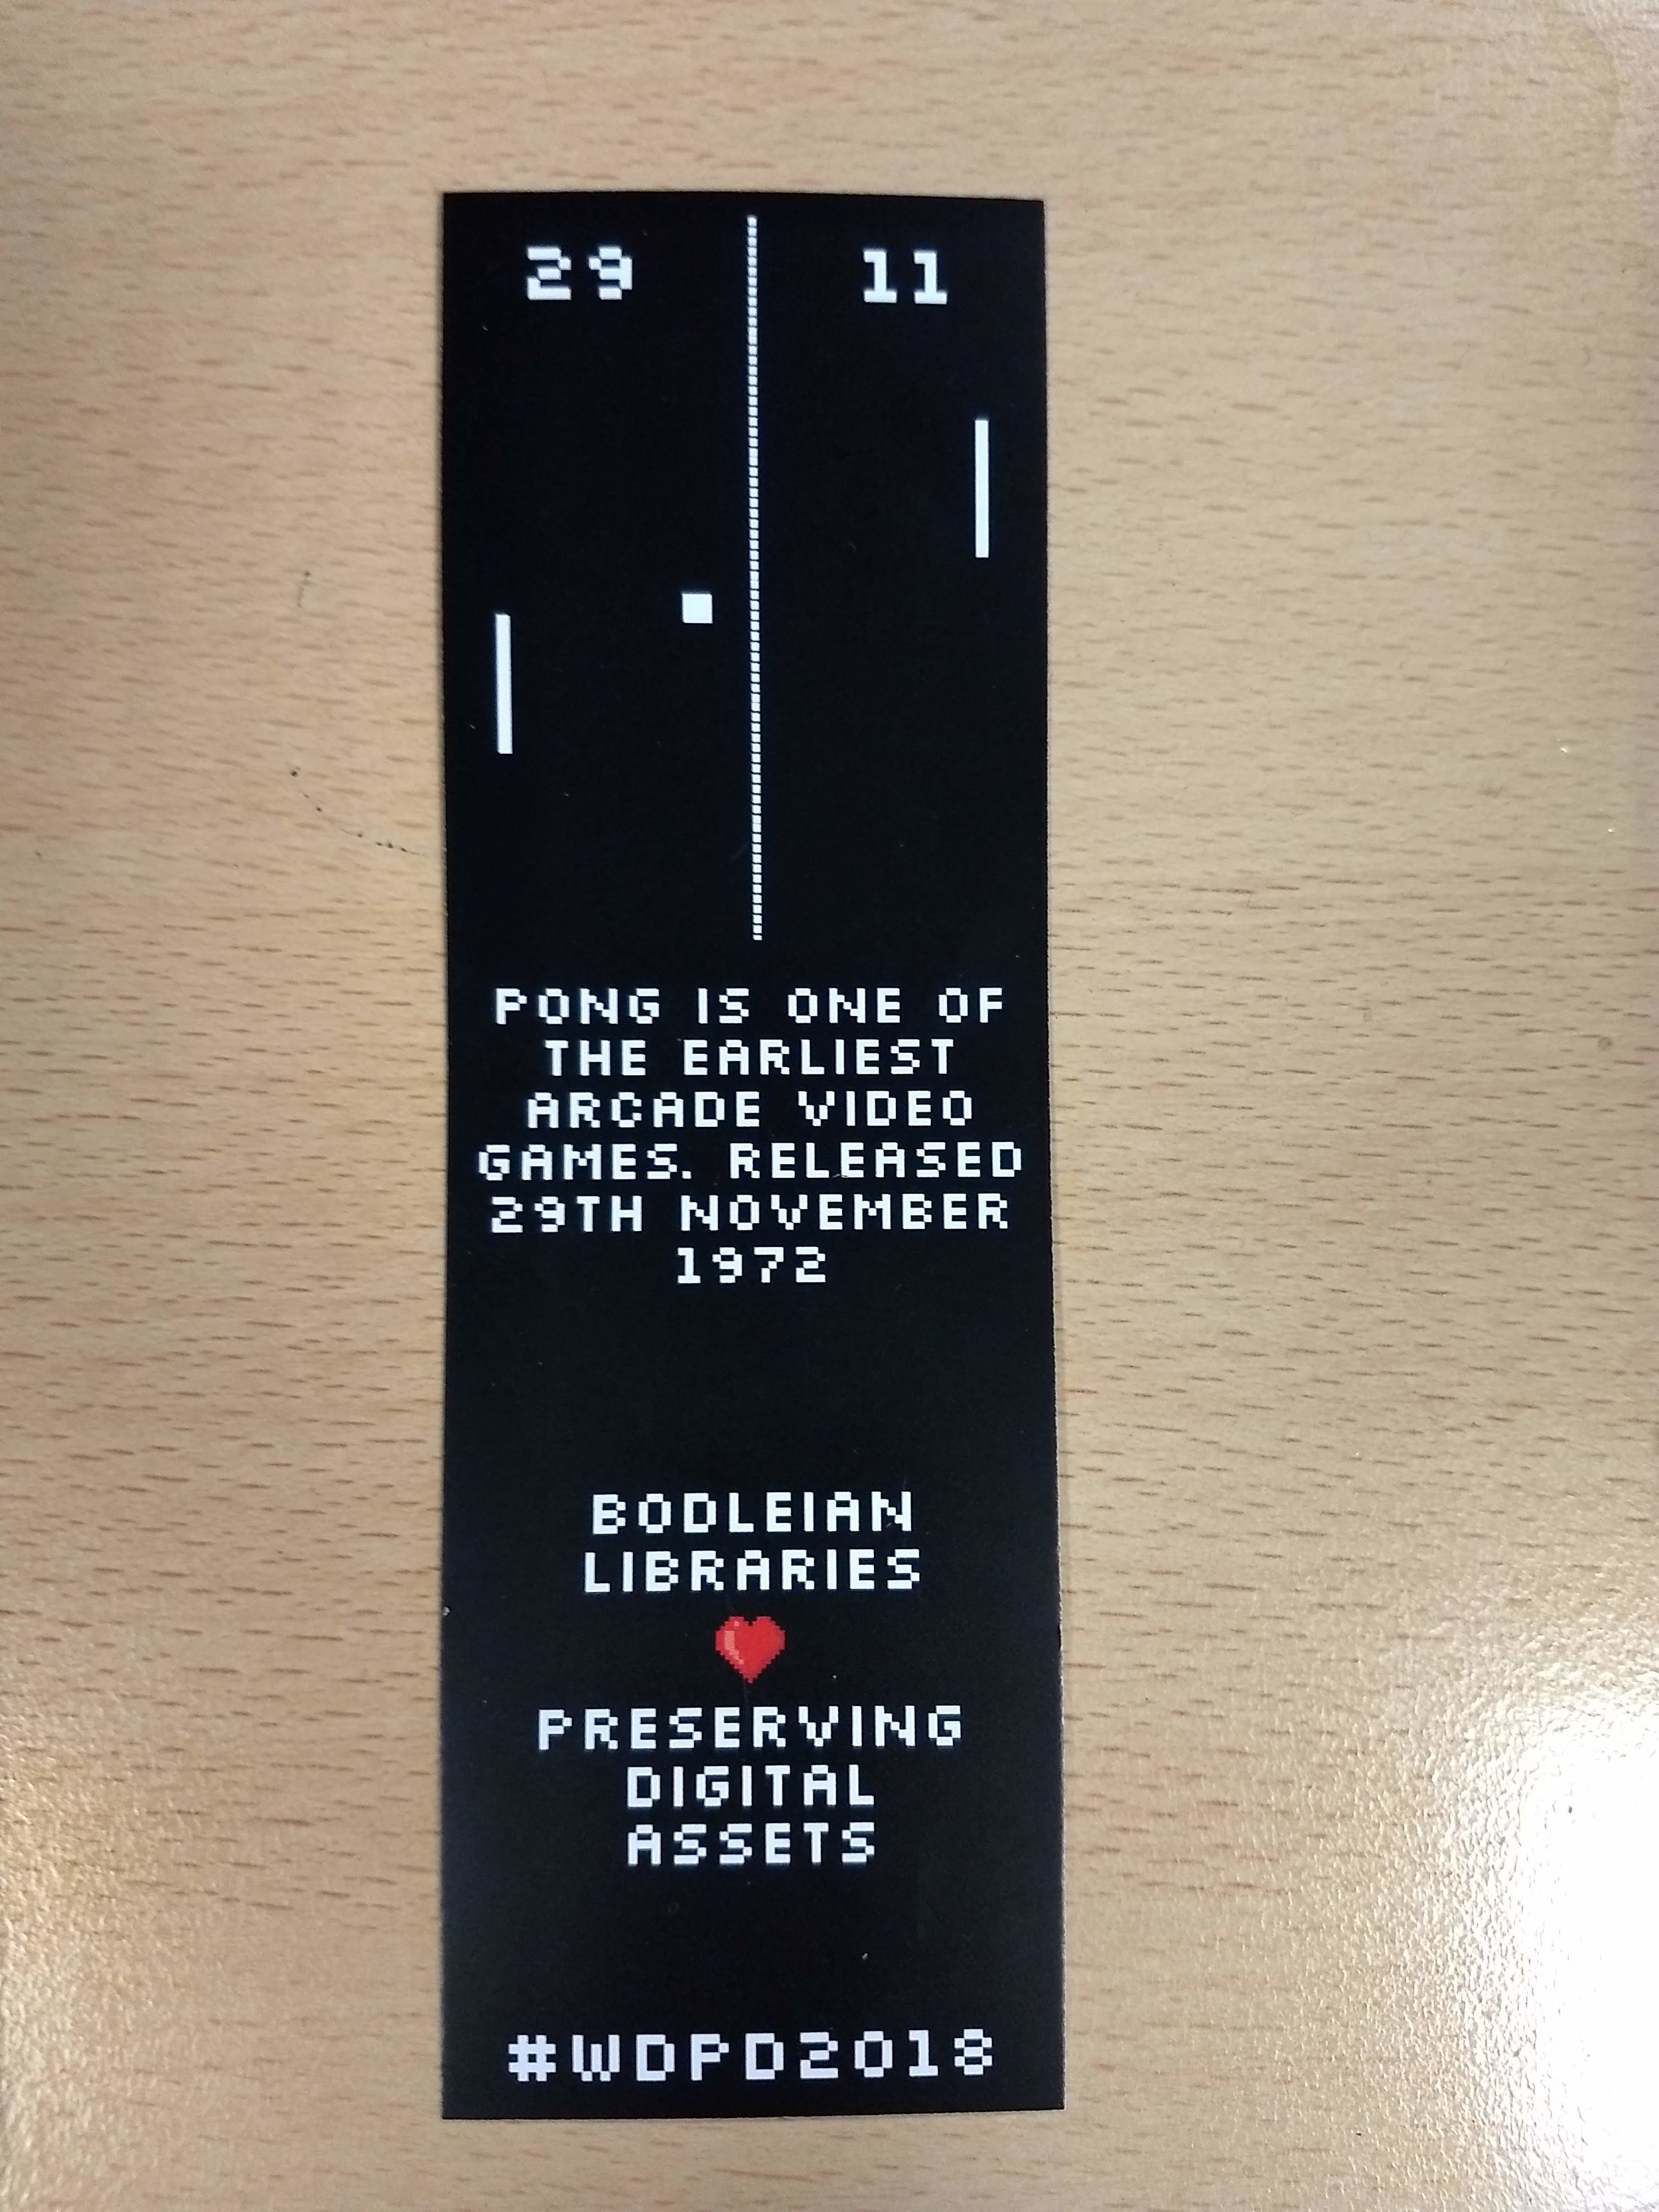 29 11
PONG IS ONE OF
THE EARLIEST
ARCADE VIDEO
GAMES. RELEASED
29TH NOVEMBER
1972
BODLEIAN
LIBRARIES
PRESERVING
DIGITAL
ASSETS
#WDPD2018